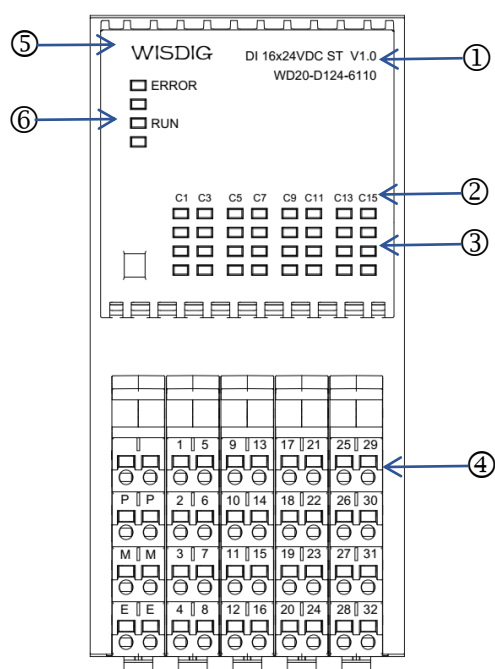 ⑤ WISDIG DI 16x24VDC ST V1.0 ①
WD20-D124-6110
ERROR
⑥ RUN
C1 C3 C5 C7 C9 C11 C13 C15 ②
③
1 5 9 13 17 21 25 29 ④
P P 2 6 10 14 18 22 26 30
M M 3 7 11 15 19 23 27 31
E E 4 8 12 16 20 24 28 32